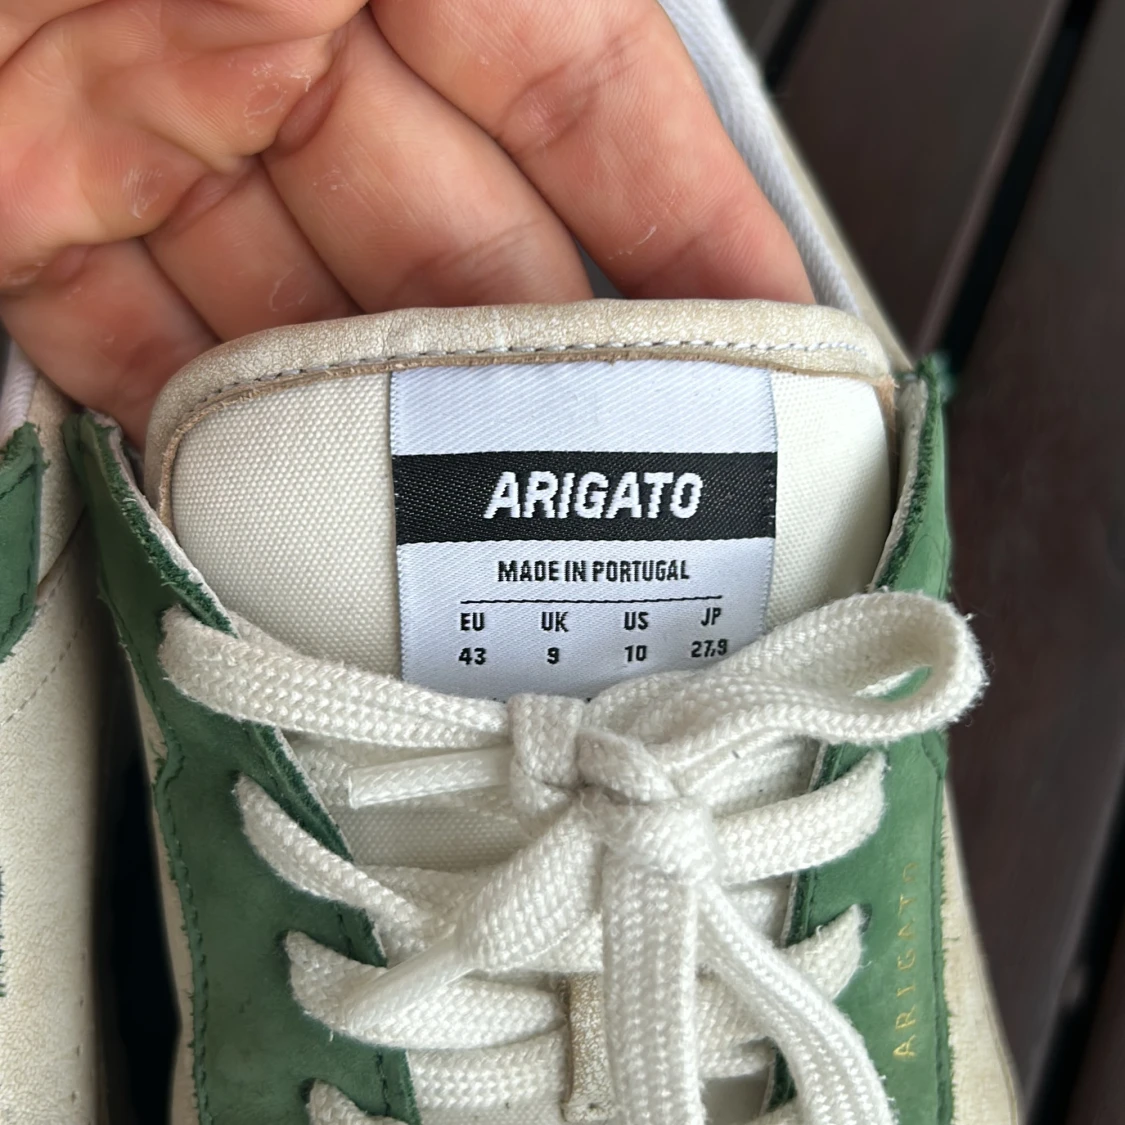 ARIGATO
MADE IN PORTUGAL
EU UK US JP
43 9 10 27,9
ARIGATO